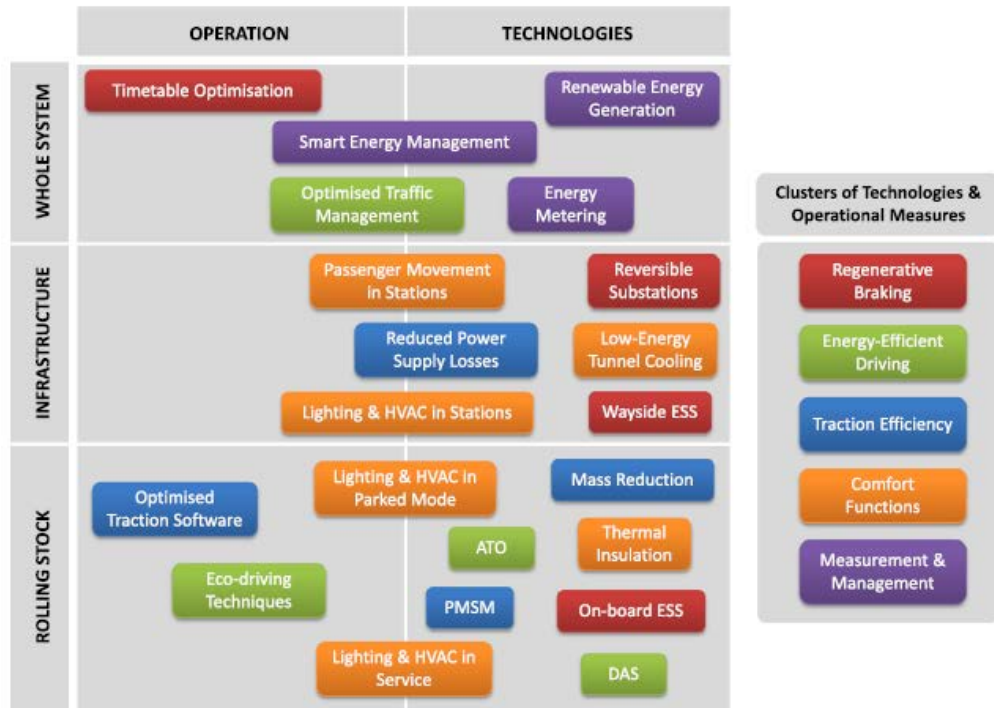 OPERATION
TECHNOLOGIES
WHOLE SYSTEM
Timetable Optimisation
Renewable Energy
Generation
Smart Energy Management
Optimised Traffic
Management
Energy
Metering
INFRASTRUCTURE
Passenger Movement
in Stations
Reversible
Substations
Reduced Power
Supply Losses
Low-Energy
Tunnel Cooling
Lighting & HVAC in Stations
Wayside ESS
ROLLING STOCK
Lighting & HVAC in
Parked Mode
Mass Reduction
Optimised
Traction Software
ATO
Thermal
Insulation
Eco-driving
Techniques
PMSM
On-board ESS
Lighting & HVAC in
Service
DAS
Clusters of Technologies &
Operational Measures
Regenerative
Braking
Energy-Efficient
Driving
Traction Efficiency
Comfort
Functions
Measurement &
Management